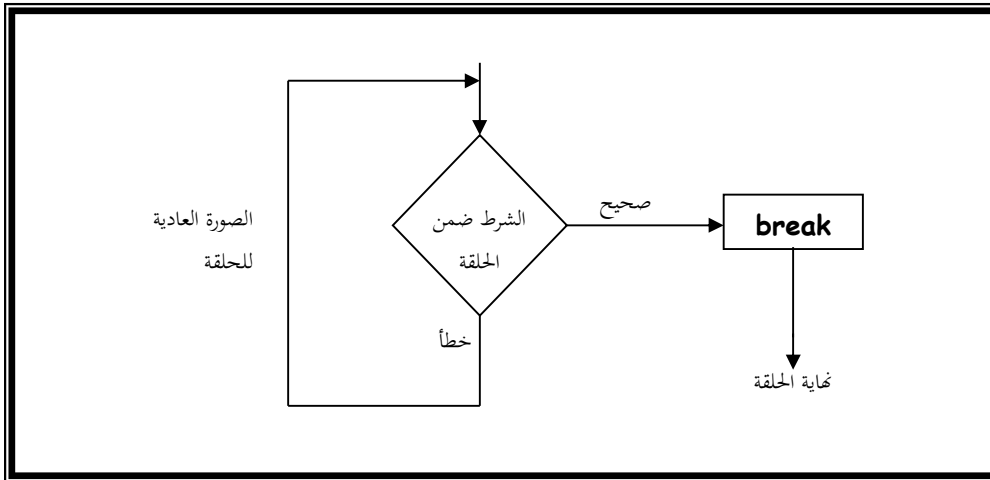 الصورة العادية
للحلقة
الشرط ضمن
الحلقة
صحيح
break
خطأ
نهاية الحلقة